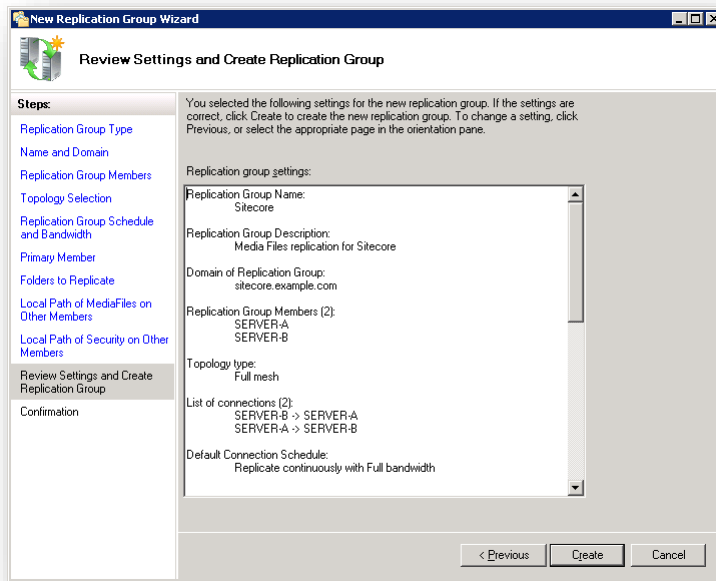 New Replication Group Wizard
Review Settings and Create Replication Group
Steps:
Replication Group Type
Name and Domain
Replication Group Members
Topology Selection
Replication Group Schedule
and Bandwidth
Primary Member
Folders to Replicate
Local Path of MediaFiles on
Other Members
Local Path of Security on Other
Members
Review Settings and Create
Replication Group
Confirmation
You selected the following settings for the new replication group. If the settings are
correct, click Create to create the new replication group. To change a setting, click
Previous, or select the appropriate page in the orientation pane.
Replication group settings:
Replication Group Name:
Sitecore
Replication Group Description:
Media Files replication for Sitecore
Domain of Replication Group:
sitecore.example.com
Replication Group Members (2):
SERVER-A
SERVER-B
Topology type:
Full mesh
List of connections (2):
SERVER-B -> SERVER-A
SERVER-A -> SERVER-B
Default Connection Schedule:
Replicate continuously with Full bandwidth
< Previous
Create
Cancel